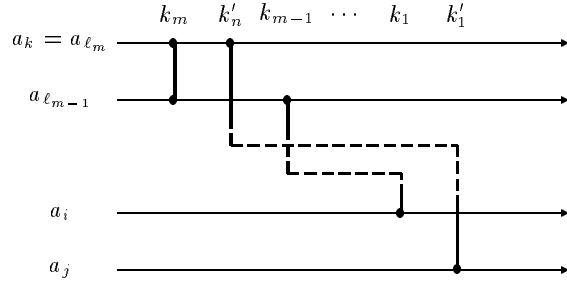 k_m k'_n k_{m-1} ··· k_1 k'_1
a_k = a_{ℓ_m}
a_{ℓ_{m-1}}
a_i
a_j